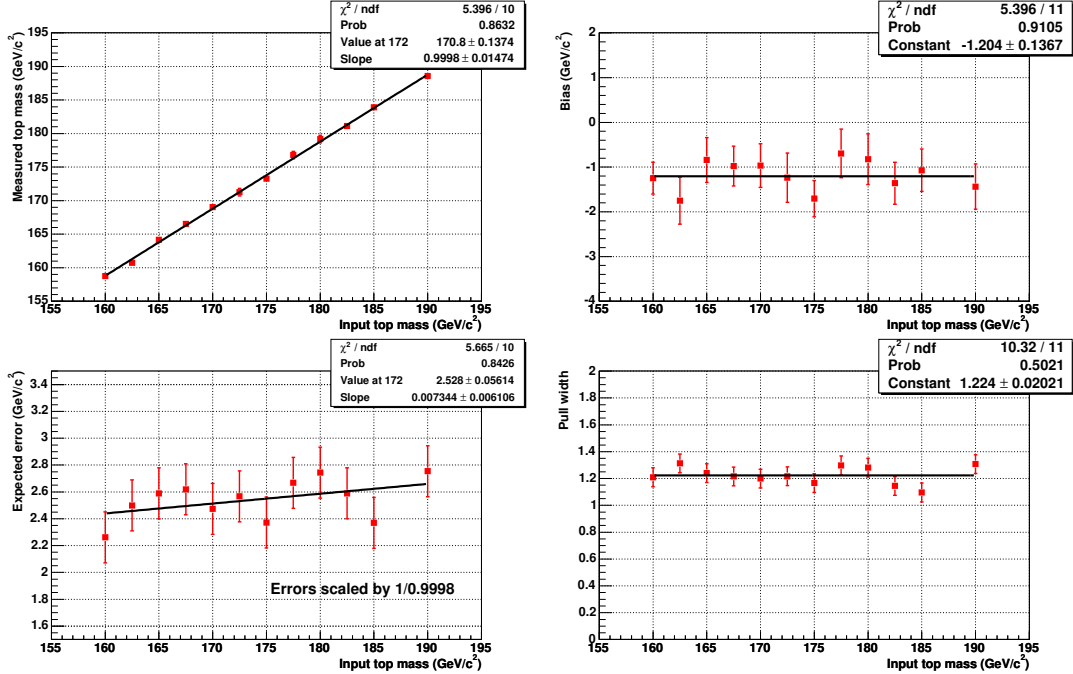 χ² / ndf 5.396 / 10
Prob 0.8632
Value at 172 170.8 ± 0.1374
Slope 0.9998 ± 0.01474
Measured top mass (GeV/c²)
195
190
185
180
175
170
165
160
155
155 160 165 170 175 180 185 190 195
Input top mass (GeV/c²)
χ² / ndf 5.396 / 11
Prob 0.9105
Constant -1.204 ± 0.1367
Bias (GeV/c²)
2
1
0
-1
-2
-3
-4
155 160 165 170 175 180 185 190 195
Input top mass (GeV/c²)
χ² / ndf 5.665 / 10
Prob 0.8426
Value at 172 2.528 ± 0.05614
Slope 0.007344 ± 0.006106
Expected error (GeV/c²)
3.4
3.2
3
2.8
2.6
2.4
2.2
2
1.8
1.6
Errors scaled by 1/0.9998
155 160 165 170 175 180 185 190 195
Input top mass (GeV/c²)
χ² / ndf 10.32 / 11
Prob 0.5021
Constant 1.224 ± 0.02021
Pull width
2
1.8
1.6
1.4
1.2
1
0.8
0.6
0.4
0.2
0
155 160 165 170 175 180 185 190 195
Input top mass (GeV/c²)